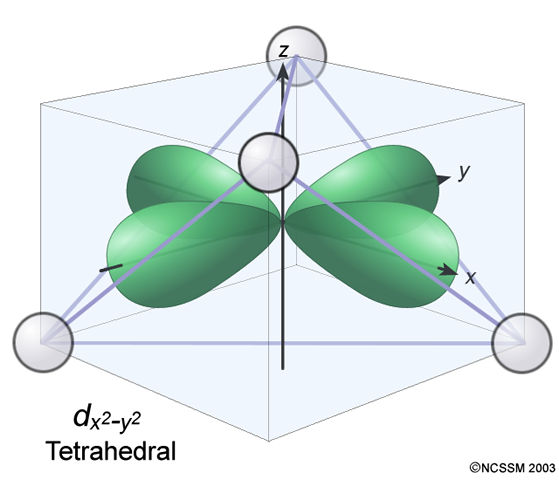 z
y
x
dx²-y²
Tetrahedral
©NCSSM 2003